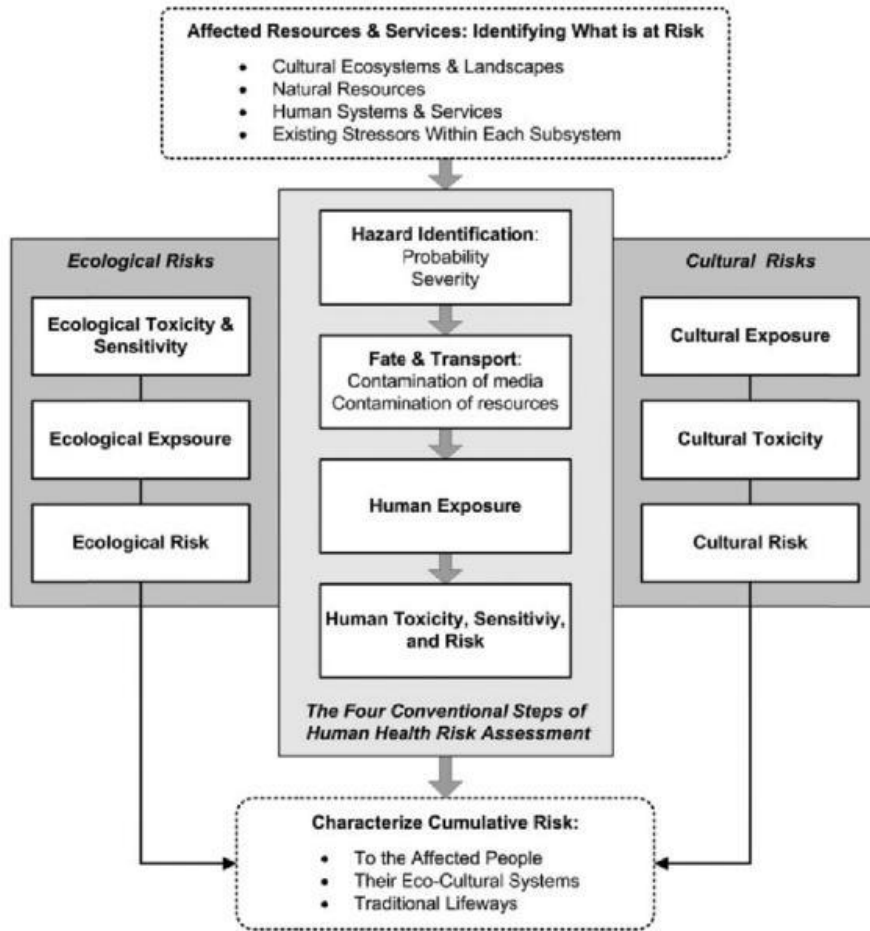 Affected Resources & Services: Identifying What is at Risk
• Cultural Ecosystems & Landscapes
• Natural Resources
• Human Systems & Services
• Existing Stressors Within Each Subsystem
Ecological Risks
Ecological Toxicity &
Sensitivity
Ecological Expsoure
Ecological Risk
Hazard Identification:
Probability
Severity
Fate & Transport:
Contamination of media
Contamination of resources
Human Exposure
Human Toxicity, Sensitiviy,
and Risk
The Four Conventional Steps of
Human Health Risk Assessment
Cultural Risks
Cultural Exposure
Cultural Toxicity
Cultural Risk
Characterize Cumulative Risk:
• To the Affected People
• Their Eco-Cultural Systems
• Traditional Lifeways